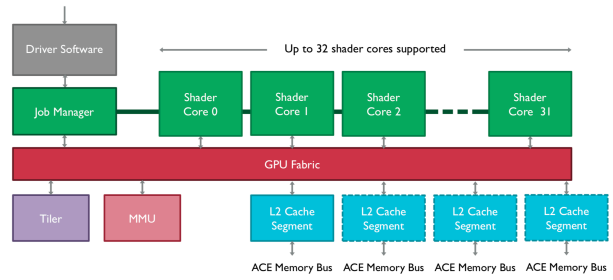 Driver Software
Up to 32 shader cores supported
Job Manager
Shader
Core 0
Shader
Core 1
Shader
Core 2
Shader
Core 31
GPU Fabric
Tiler
MMU
L2 Cache
Segment
L2 Cache
Segment
L2 Cache
Segment
L2 Cache
Segment
ACE Memory Bus
ACE Memory Bus
ACE Memory Bus
ACE Memory Bus